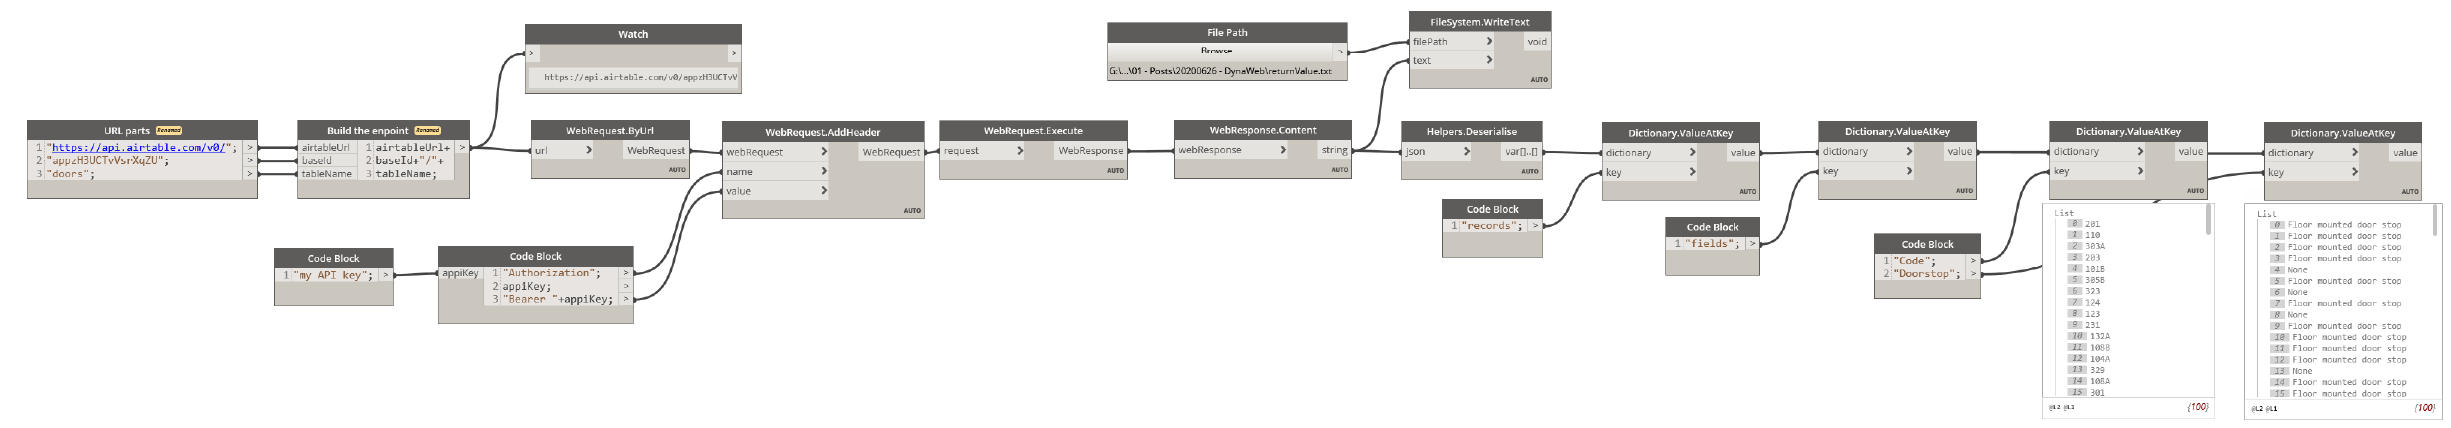 Watch
>
>
https://api.airtable.com/v0/appzH3UCTvV
File Path
Browse
>
G:\...\01 - Posts\20200626 - DynaWeb\returnValue.txt
FileSystem.WriteText
filePath >
void
text >
AUTO
URL parts Renamed
1 "https://api.airtable.com/v0/"; >
2 "appzH3UCTvVsrXqZU"; >
3 "doors"; >
Build the enpoint Renamed
airtableUrl 1 airtableUrl+ >
baseId 2 baseId+"/"+
tableName 3 tableName;
WebRequest.ByUrl
url > WebRequest
AUTO
WebRequest.AddHeader
webRequest > WebRequest
name >
value >
AUTO
WebRequest.Execute
request > WebResponse
AUTO
WebResponse.Content
webResponse > string
AUTO
Helpers.Deserialise
json > var[]..[]
AUTO
Dictionary.ValueAtKey
dictionary > value
key >
AUTO
Dictionary.ValueAtKey
dictionary > value
key >
AUTO
Dictionary.ValueAtKey
dictionary > value
key >
AUTO
Dictionary.ValueAtKey
dictionary > value
key >
AUTO
Code Block
1 "my API key"; >
Code Block
appiKey 1 "Authorization"; >
2 appiKey; >
3 "Bearer "+appiKey; >
Code Block
1 "records"; >
Code Block
1 "fields"; >
Code Block
1 "Code"; >
2 "Doorstop"; >
List
0 201
1 110
2 303A
3 203
4 101B
5 305B
6 323
7 124
8 123
9 231
10 132A
11 108B
12 104A
13 329
14 108A
15 301
@L2 @L1 {100}
List
0 Floor mounted door stop
1 Floor mounted door stop
2 Floor mounted door stop
3 Floor mounted door stop
4 None
5 Floor mounted door stop
6 None
7 Floor mounted door stop
8 None
9 Floor mounted door stop
10 Floor mounted door stop
11 Floor mounted door stop
12 Floor mounted door stop
13 None
14 Floor mounted door stop
15 Floor mounted door stop
@L2 @L1 {100}